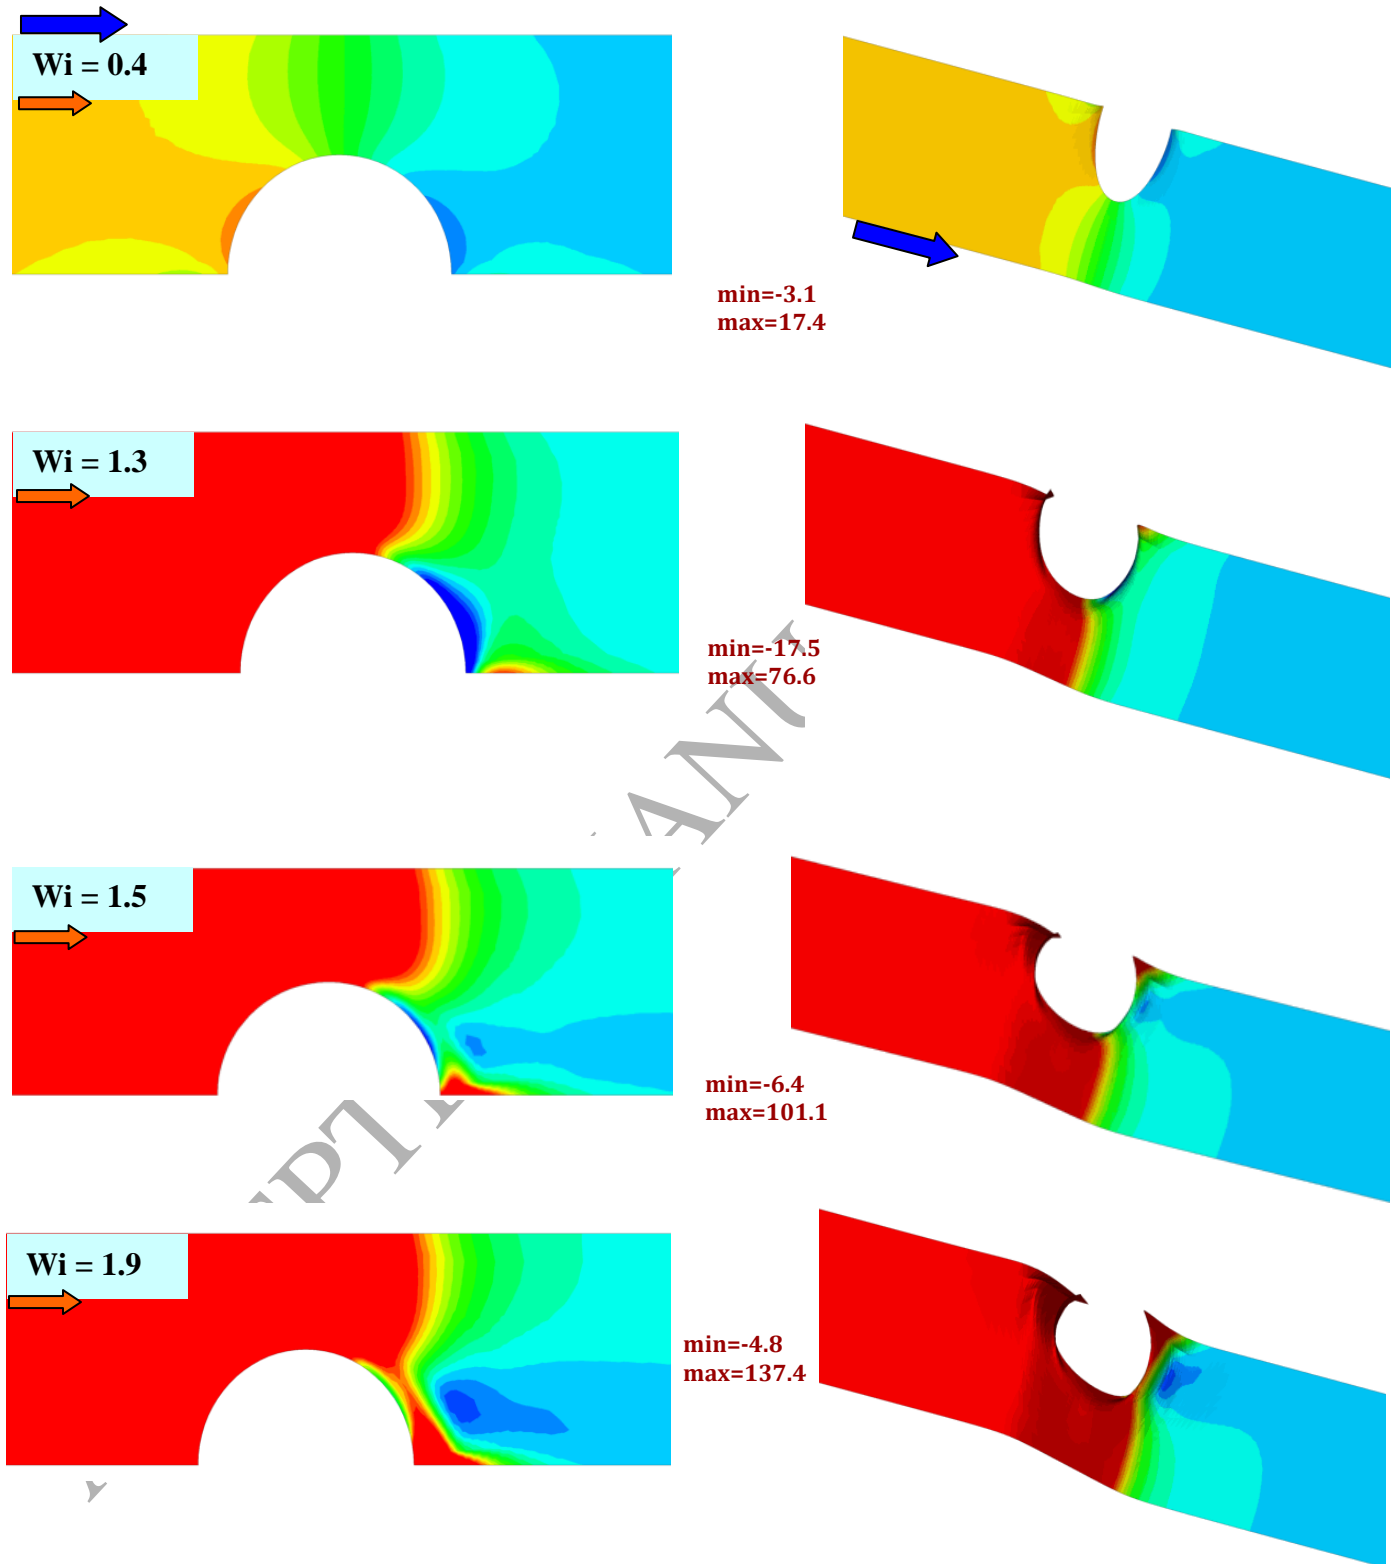 Wi = 0.4
min=-3.1
max=17.4
Wi = 1.3
min=-17.5
max=76.6
Wi = 1.5
min=-6.4
max=101.1
Wi = 1.9
min=-4.8
max=137.4